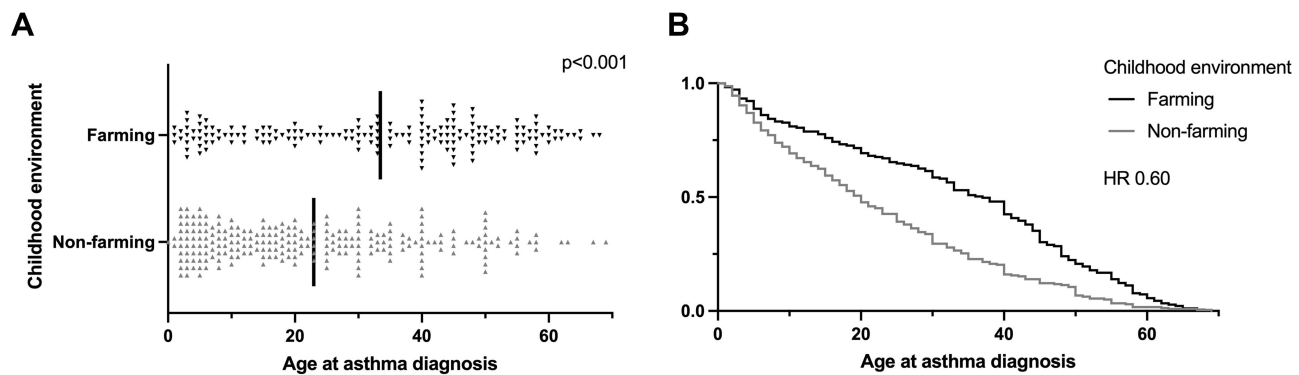 A
p<0.001
Childhood environment
Farming
Non-farming
0 20 40 60
Age at asthma diagnosis
B
Childhood environment
Farming
Non-farming
HR 0.60
1.0
0.5
0.0
0 20 40 60
Age at asthma diagnosis